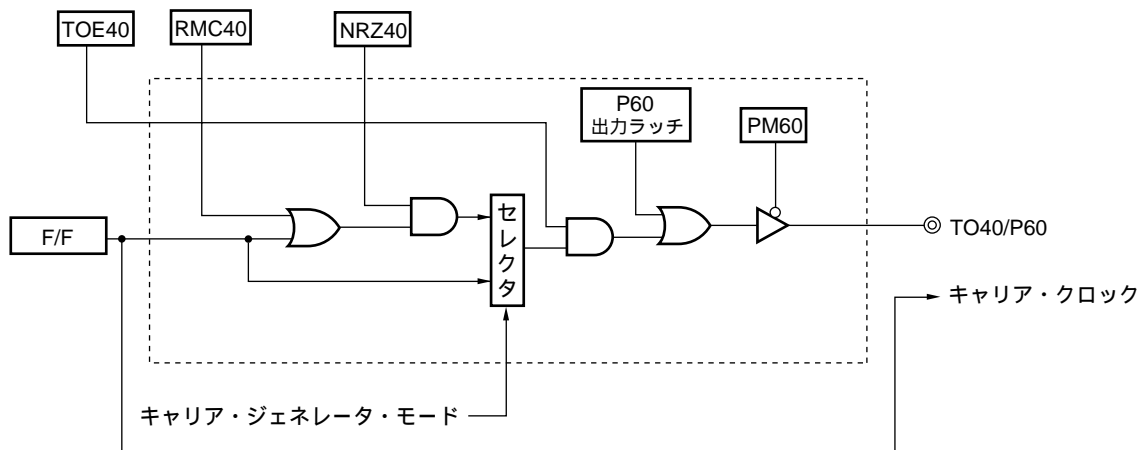 TOE40
RMC40
NRZ40
P60
出力ラッチ
PM60
F/F
セレクタ
TO40/P60
キャリア・クロック
キャリア・ジェネレータ・モード